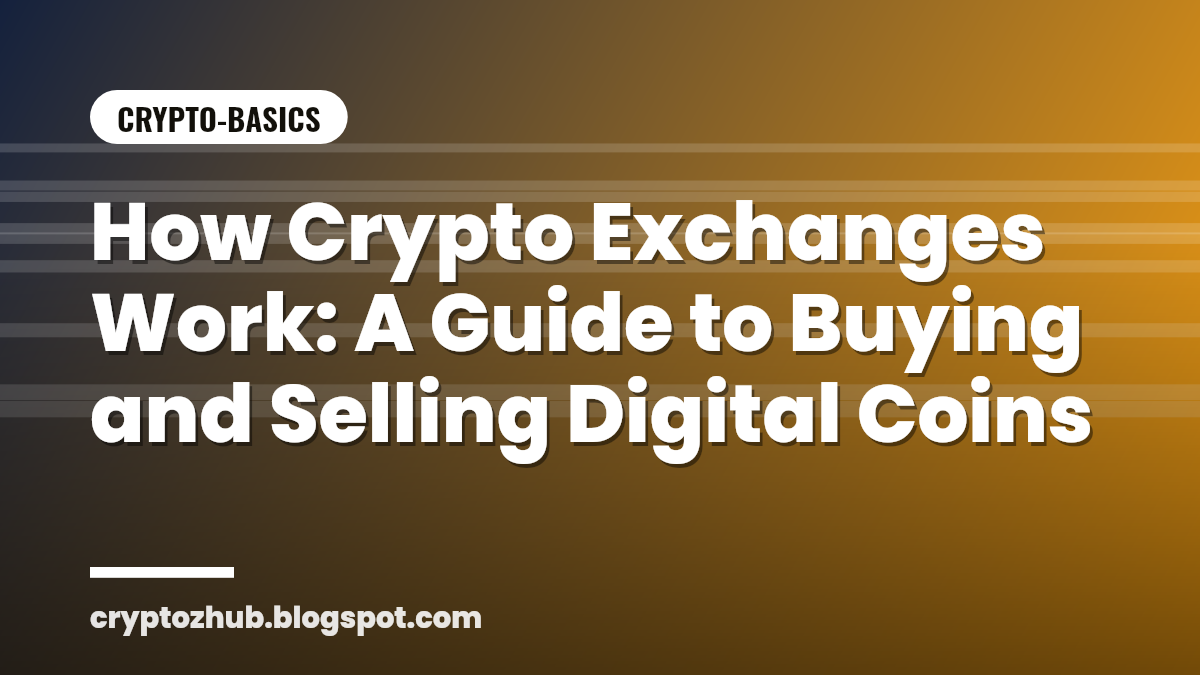 CRYPTO-BASICS
How Crypto Exchanges
Work: A Guide to Buying
and Selling Digital Coins
cryptozhub.blogspot.com